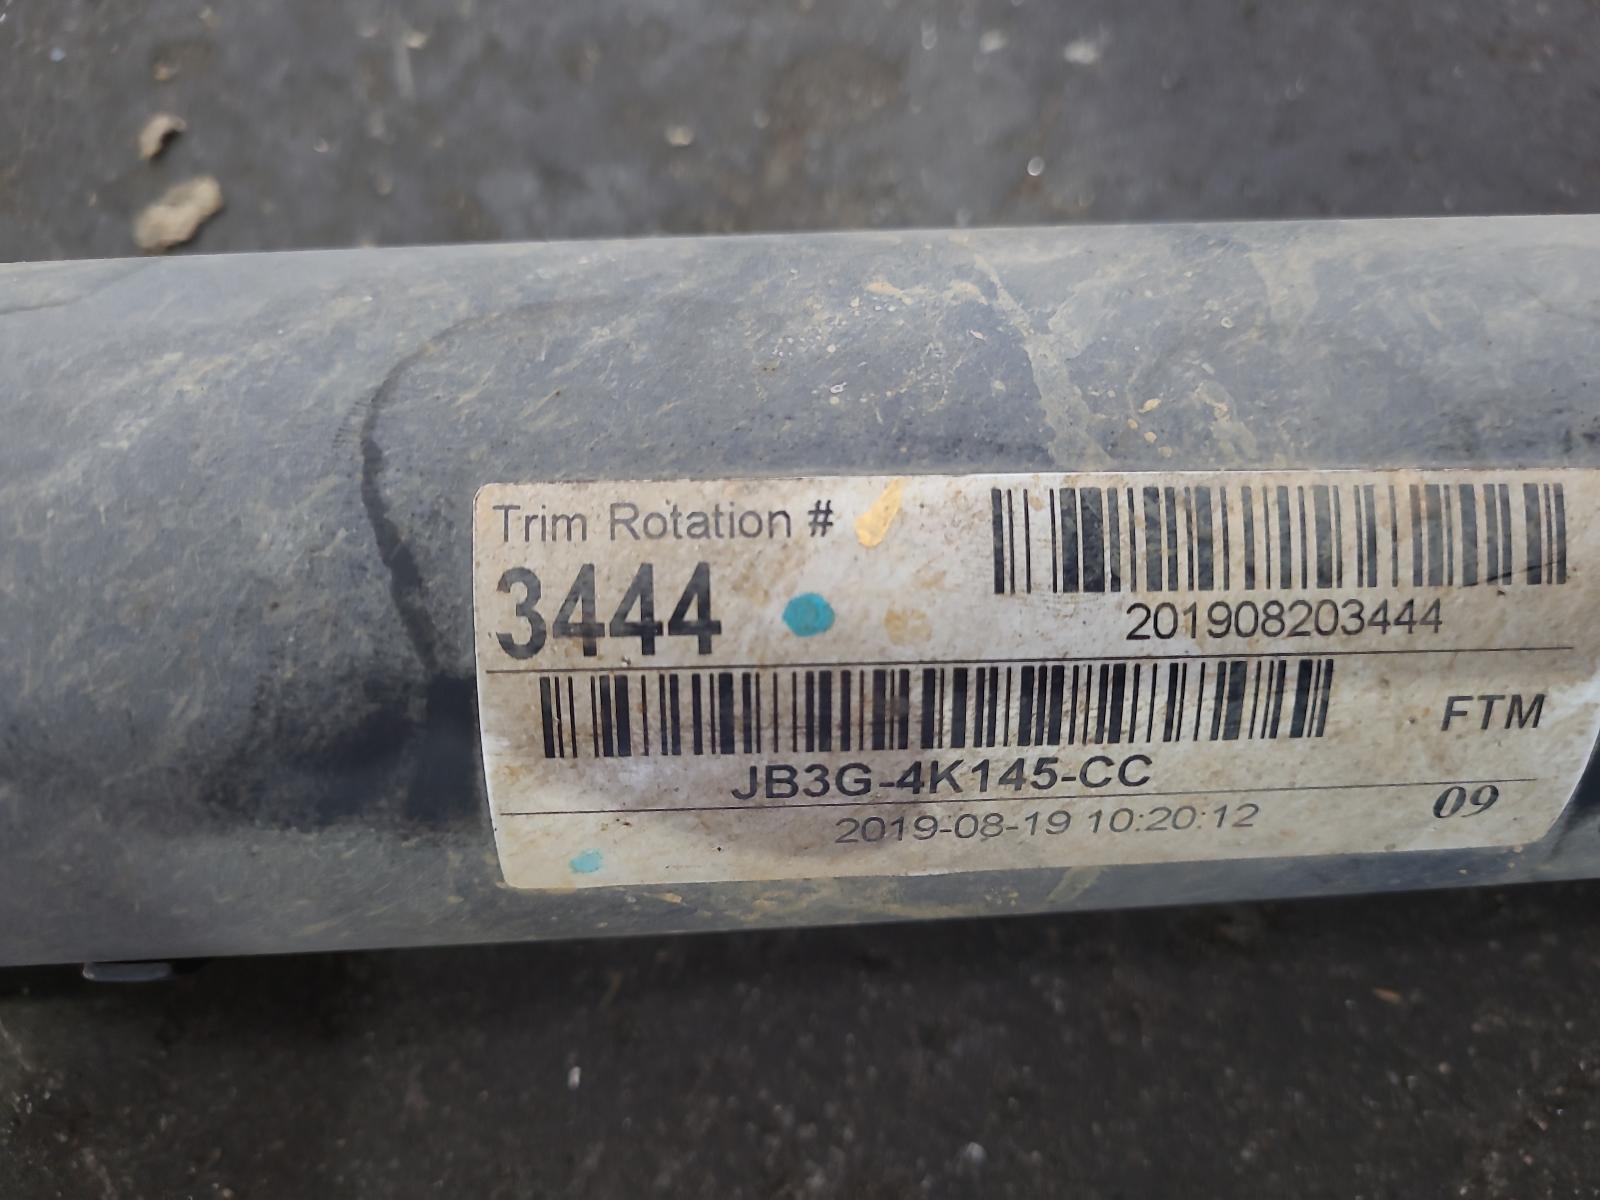 Trim Rotation #
3444
201908203444
FTM
JB3G-4K145-CC
09
2019-08-19 10:20:12